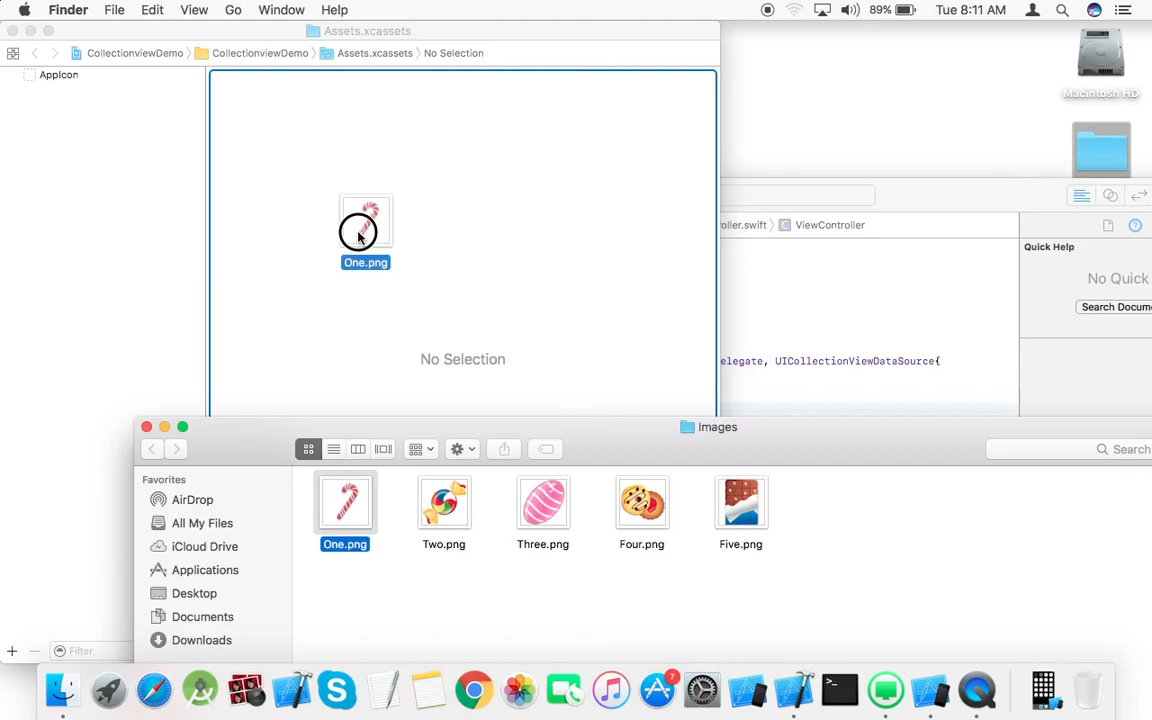 Finder File Edit View Go Window Help 89% Tue 8:11 AM
Assets.xcassets
CollectionviewDemo CollectionviewDemo Assets.xcassets No Selection
AppIcon
Macintosh HD
One.png
No Selection
oller.swift ViewController
Quick Help
No Quick
Search Docume
elegate, UICollectionViewDataSource{
Filter
Images
Search
Favorites
AirDrop
All My Files
iCloud Drive
Applications
Desktop
Documents
Downloads
One.png Two.png Three.png Four.png Five.png
7